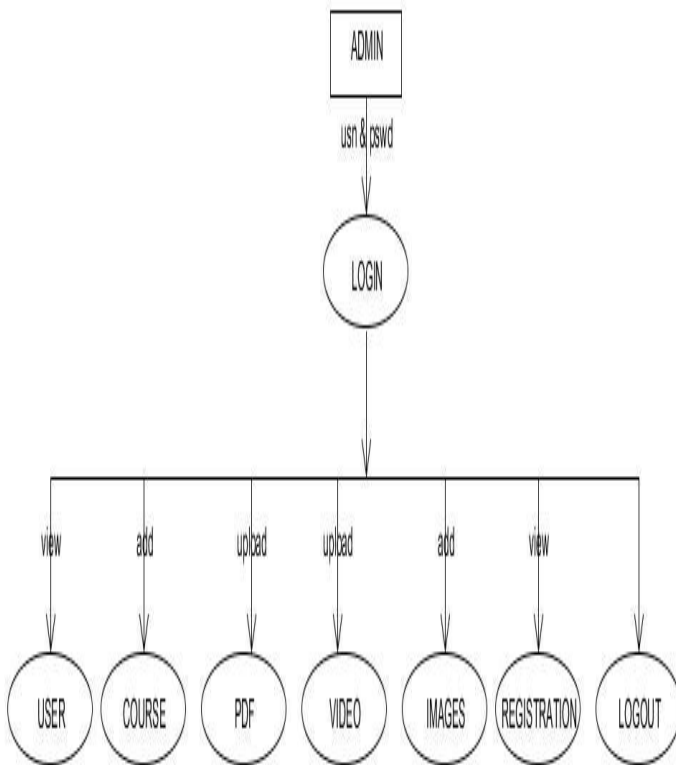 ADMIN
usn & pswd
LOGIN
view add upload upload add view
USER COURSE PDF VIDEO IMAGES REGISTRATION LOGOUT